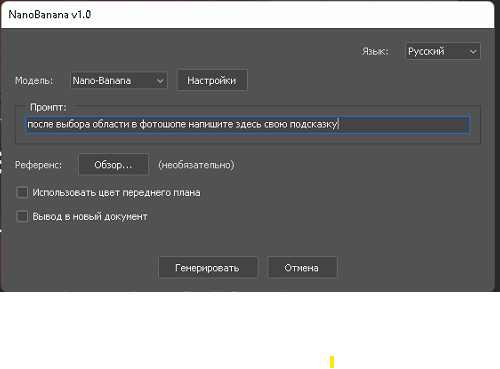 NanoBanana v1.0
Язык: Русский
Модель: Nano-Banana Настройки
Промпт:
после выбора области в фотошопе напишите здесь свою подсказку
Референс: Обзор... (необязательно)
Использовать цвет переднего плана
Вывод в новый документ
Генерировать Отмена